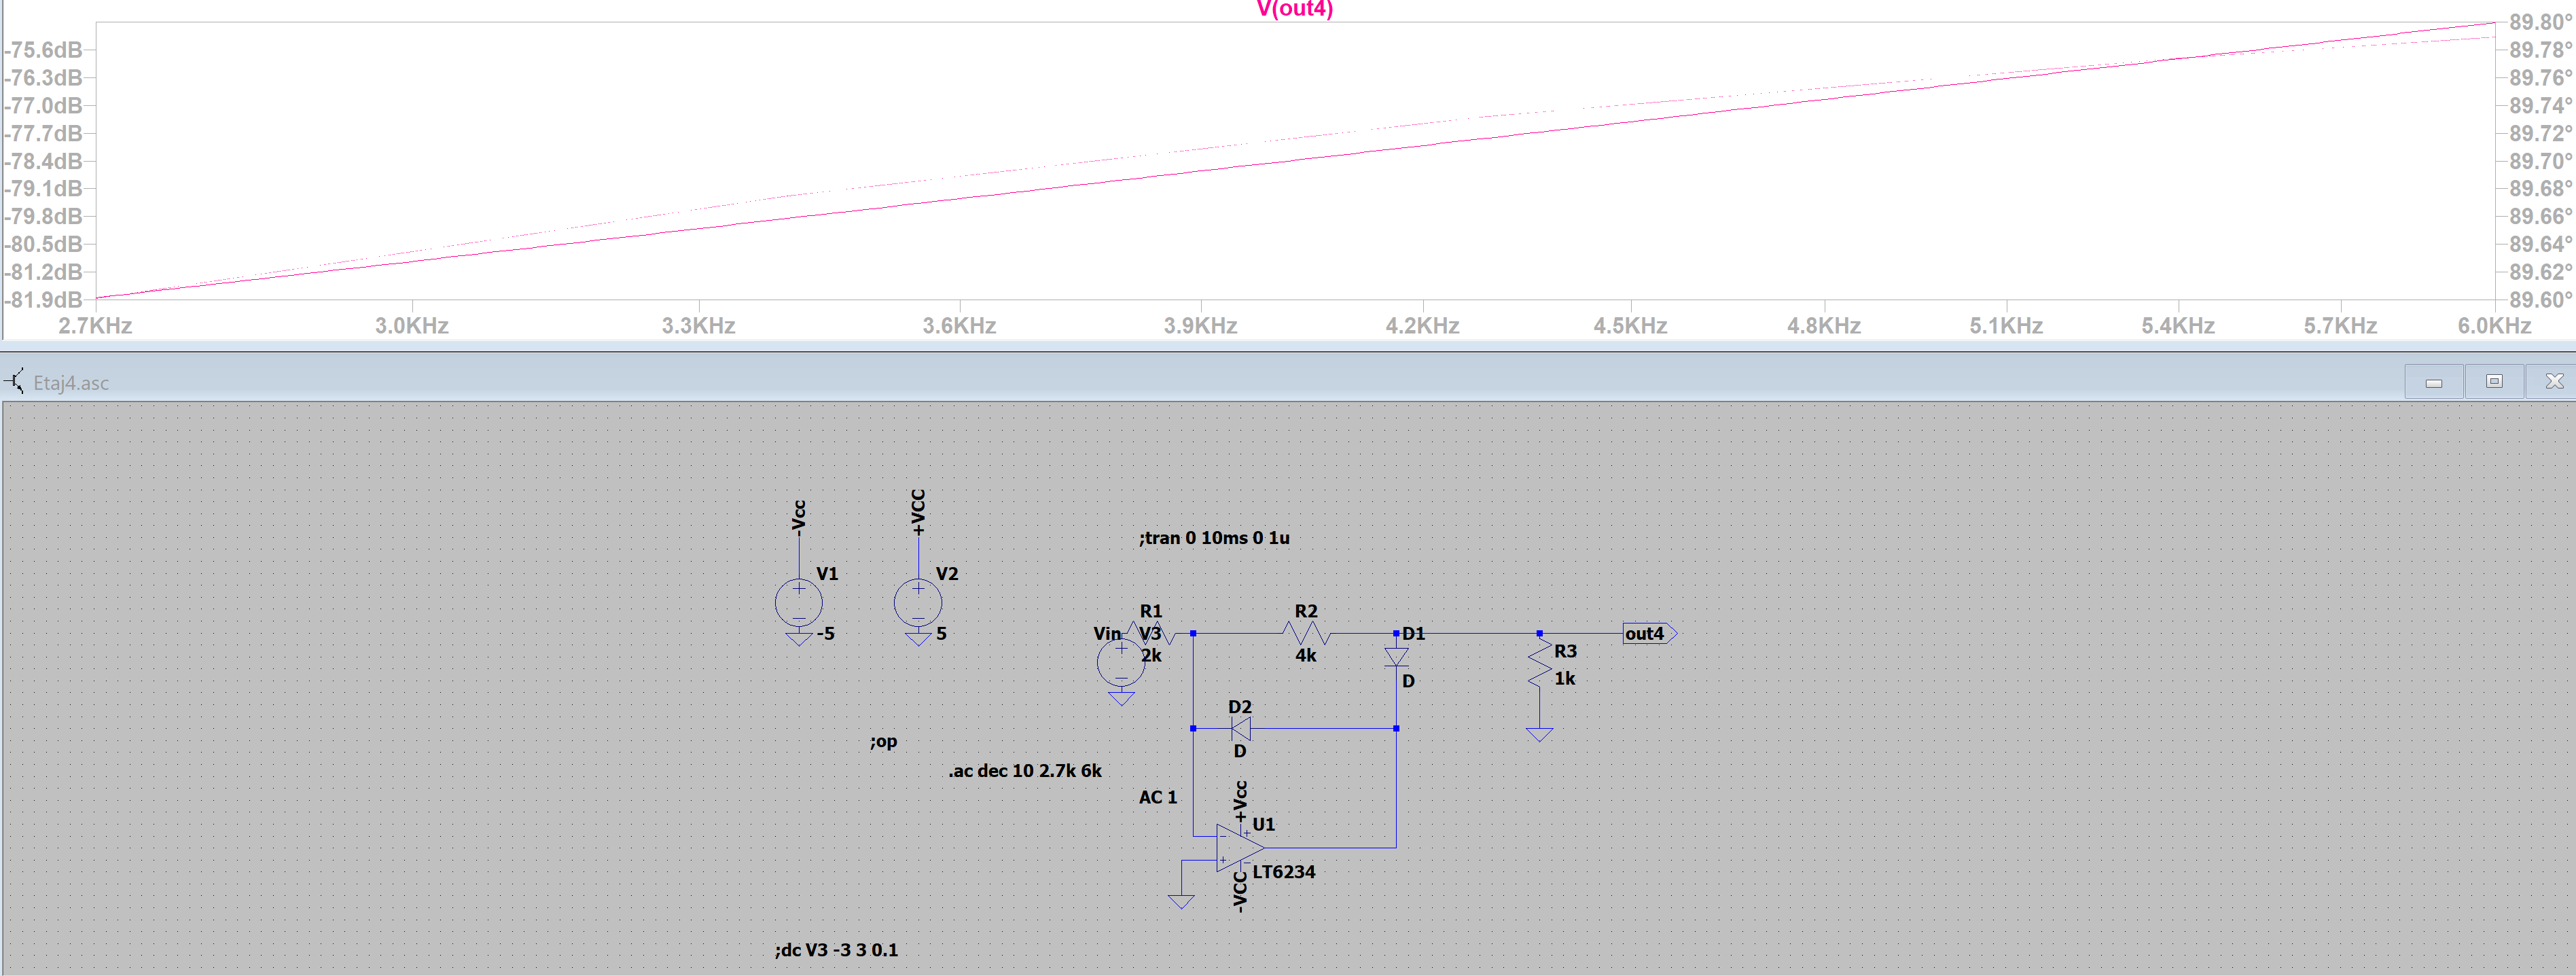 V(out4)
-75.6dB
-76.3dB
-77.0dB
-77.7dB
-78.4dB
-79.1dB
-79.8dB
-80.5dB
-81.2dB
-81.9dB
89.80°
89.78°
89.76°
89.74°
89.72°
89.70°
89.68°
89.66°
89.64°
89.62°
89.60°
2.7KHz 3.0KHz 3.3KHz 3.6KHz 3.9KHz 4.2KHz 4.5KHz 4.8KHz 5.1KHz 5.4KHz 5.7KHz 6.0KHz
Etaj4.asc
-Vcc
+VCC
;tran 0 10ms 0 1u
V1
V2
-5
5
R1
R2
Vin
V3
2k
4k
D1
D
out4
R3
1k
D2
D
;op
.ac dec 10 2.7k 6k
AC 1
+Vcc
U1
LT6234
-VCC
;dc V3 -3 3 0.1